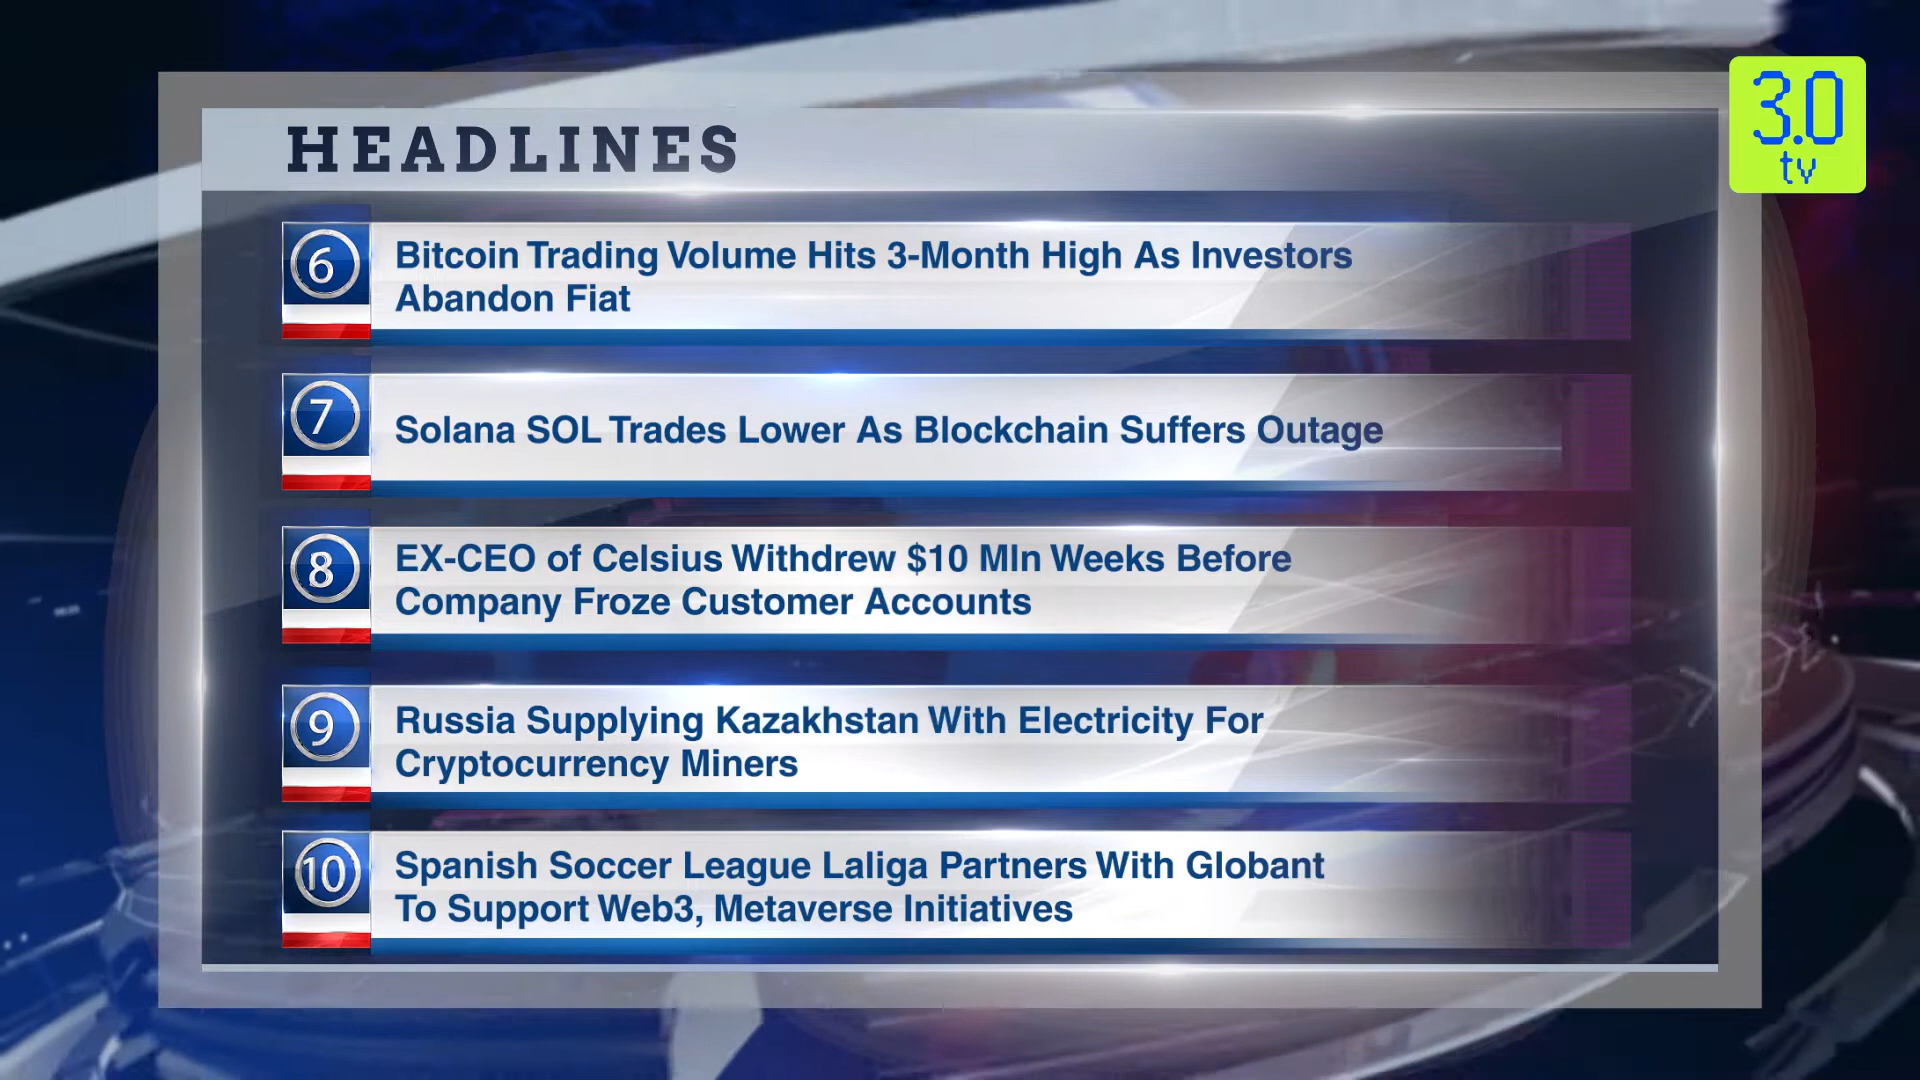 HEADLINES
3.0
tv
6
Bitcoin Trading Volume Hits 3-Month High As Investors
Abandon Fiat
7
Solana SOL Trades Lower As Blockchain Suffers Outage
8
EX-CEO of Celsius Withdrew $10 Mln Weeks Before
Company Froze Customer Accounts
9
Russia Supplying Kazakhstan With Electricity For
Cryptocurrency Miners
10
Spanish Soccer League Laliga Partners With Globant
To Support Web3, Metaverse Initiatives